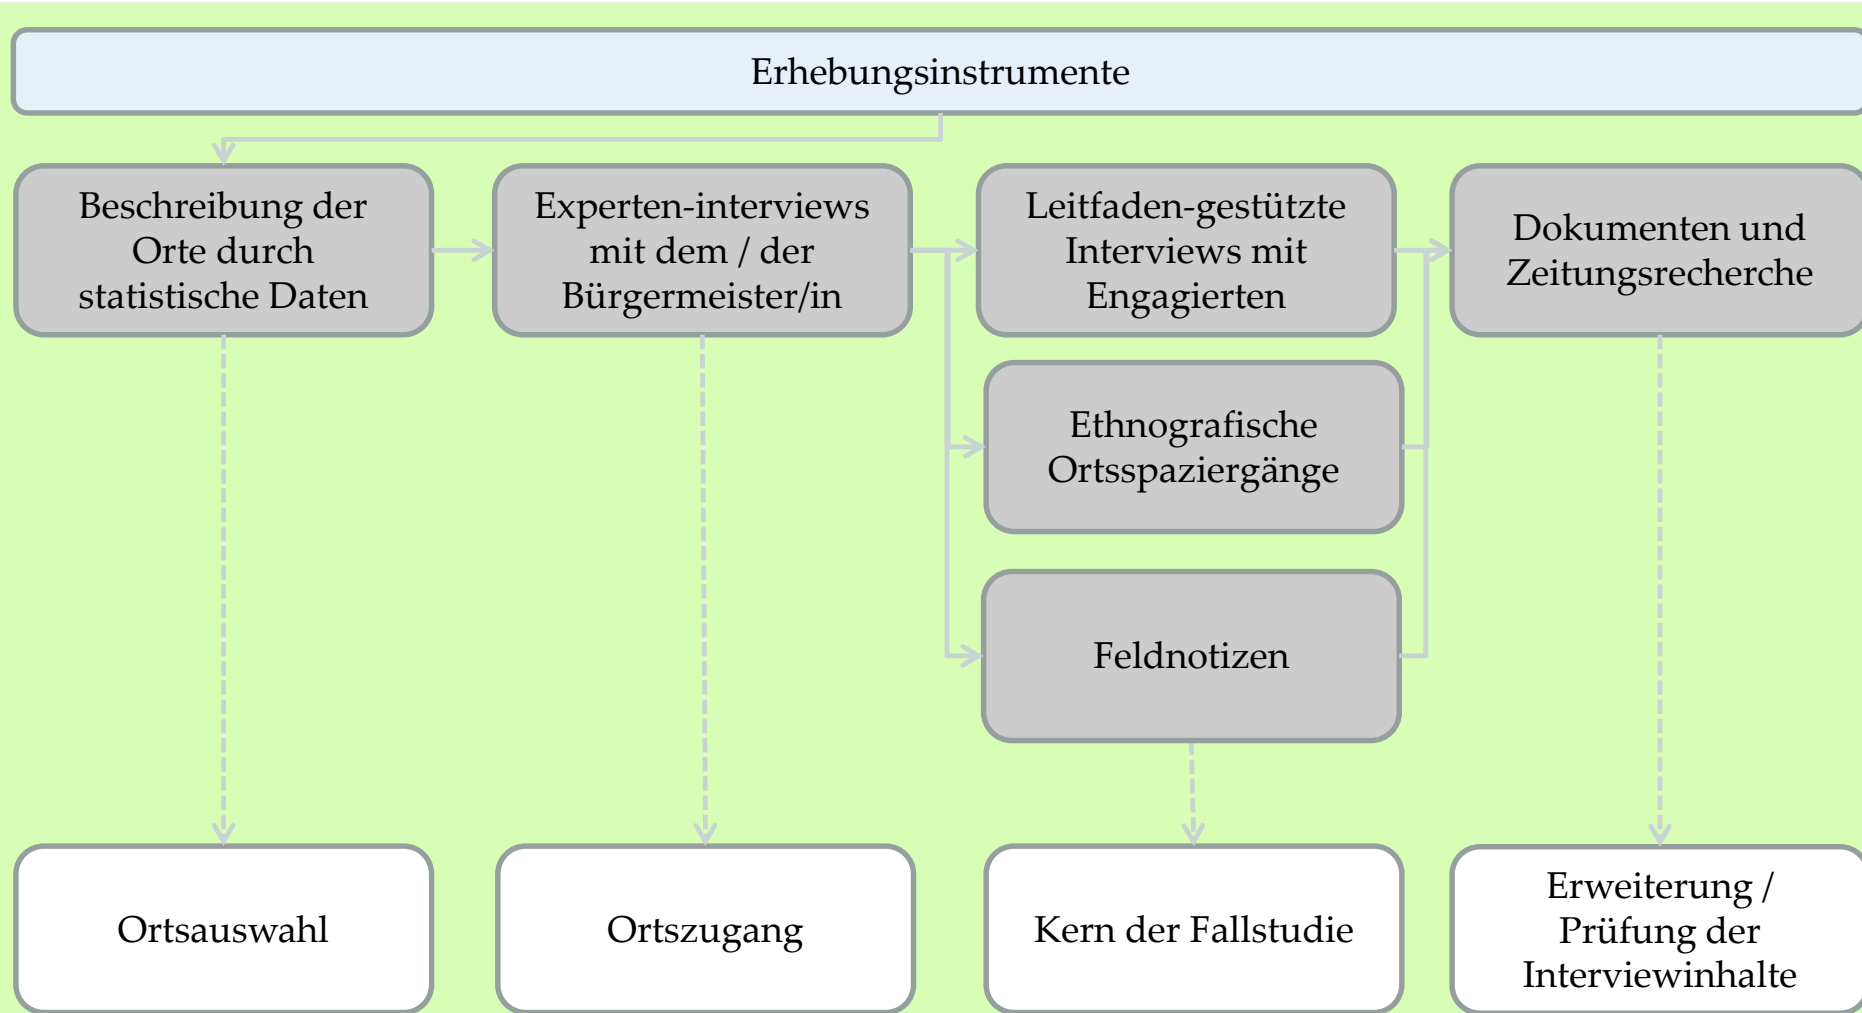 Erhebungsinstrumente
Beschreibung der
Orte durch
statistische Daten
Experten-interviews
mit dem / der
Bürgermeister/in
Leitfaden-gestützte
Interviews mit
Engagierten
Dokumenten und
Zeitungsrecherche
Ethnografische
Ortsspaziergänge
Feldnotizen
Ortsauswahl
Ortszugang
Kern der Fallstudie
Erweiterung /
Prüfung der
Interviewinhalte